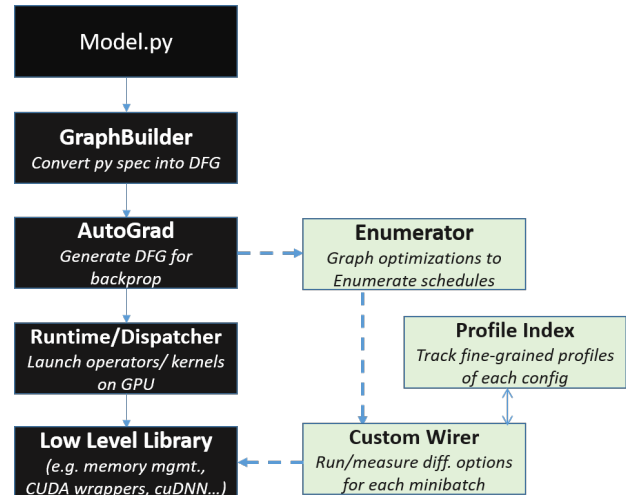 Model.py
GraphBuilder
Convert py spec into DFG
AutoGrad
Generate DFG for
backprop
Enumerator
Graph optimizations to
Enumerate schedules
Runtime/Dispatcher
Launch operators/ kernels
on GPU
Profile Index
Track fine-grained profiles
of each config
Low Level Library
(e.g. memory mgmt.,
CUDA wrappers, cuDNN...)
Custom Wirer
Run/measure diff. options
for each minibatch